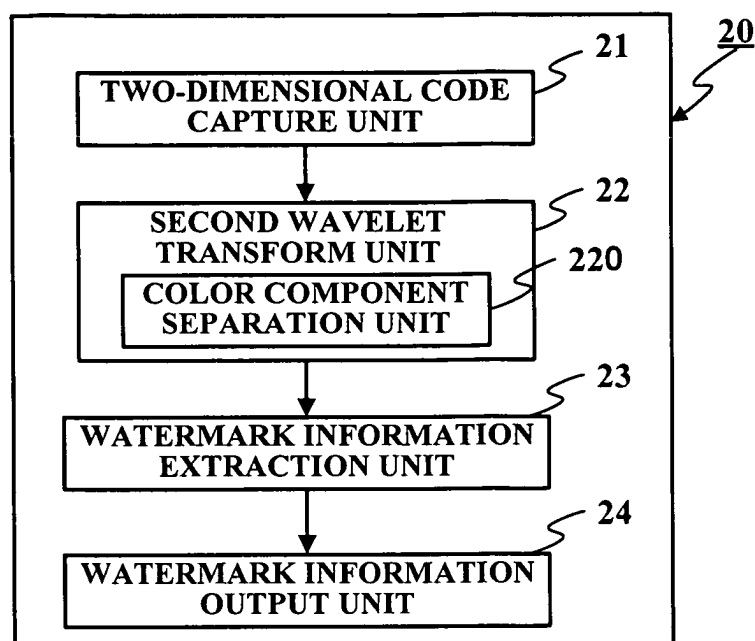 20
21
TWO-DIMENSIONAL CODE
CAPTURE UNIT
22
SECOND WAVELET
TRANSFORM UNIT
220
COLOR COMPONENT
SEPARATION UNIT
23
WATERMARK INFORMATION
EXTRACTION UNIT
24
WATERMARK INFORMATION
OUTPUT UNIT